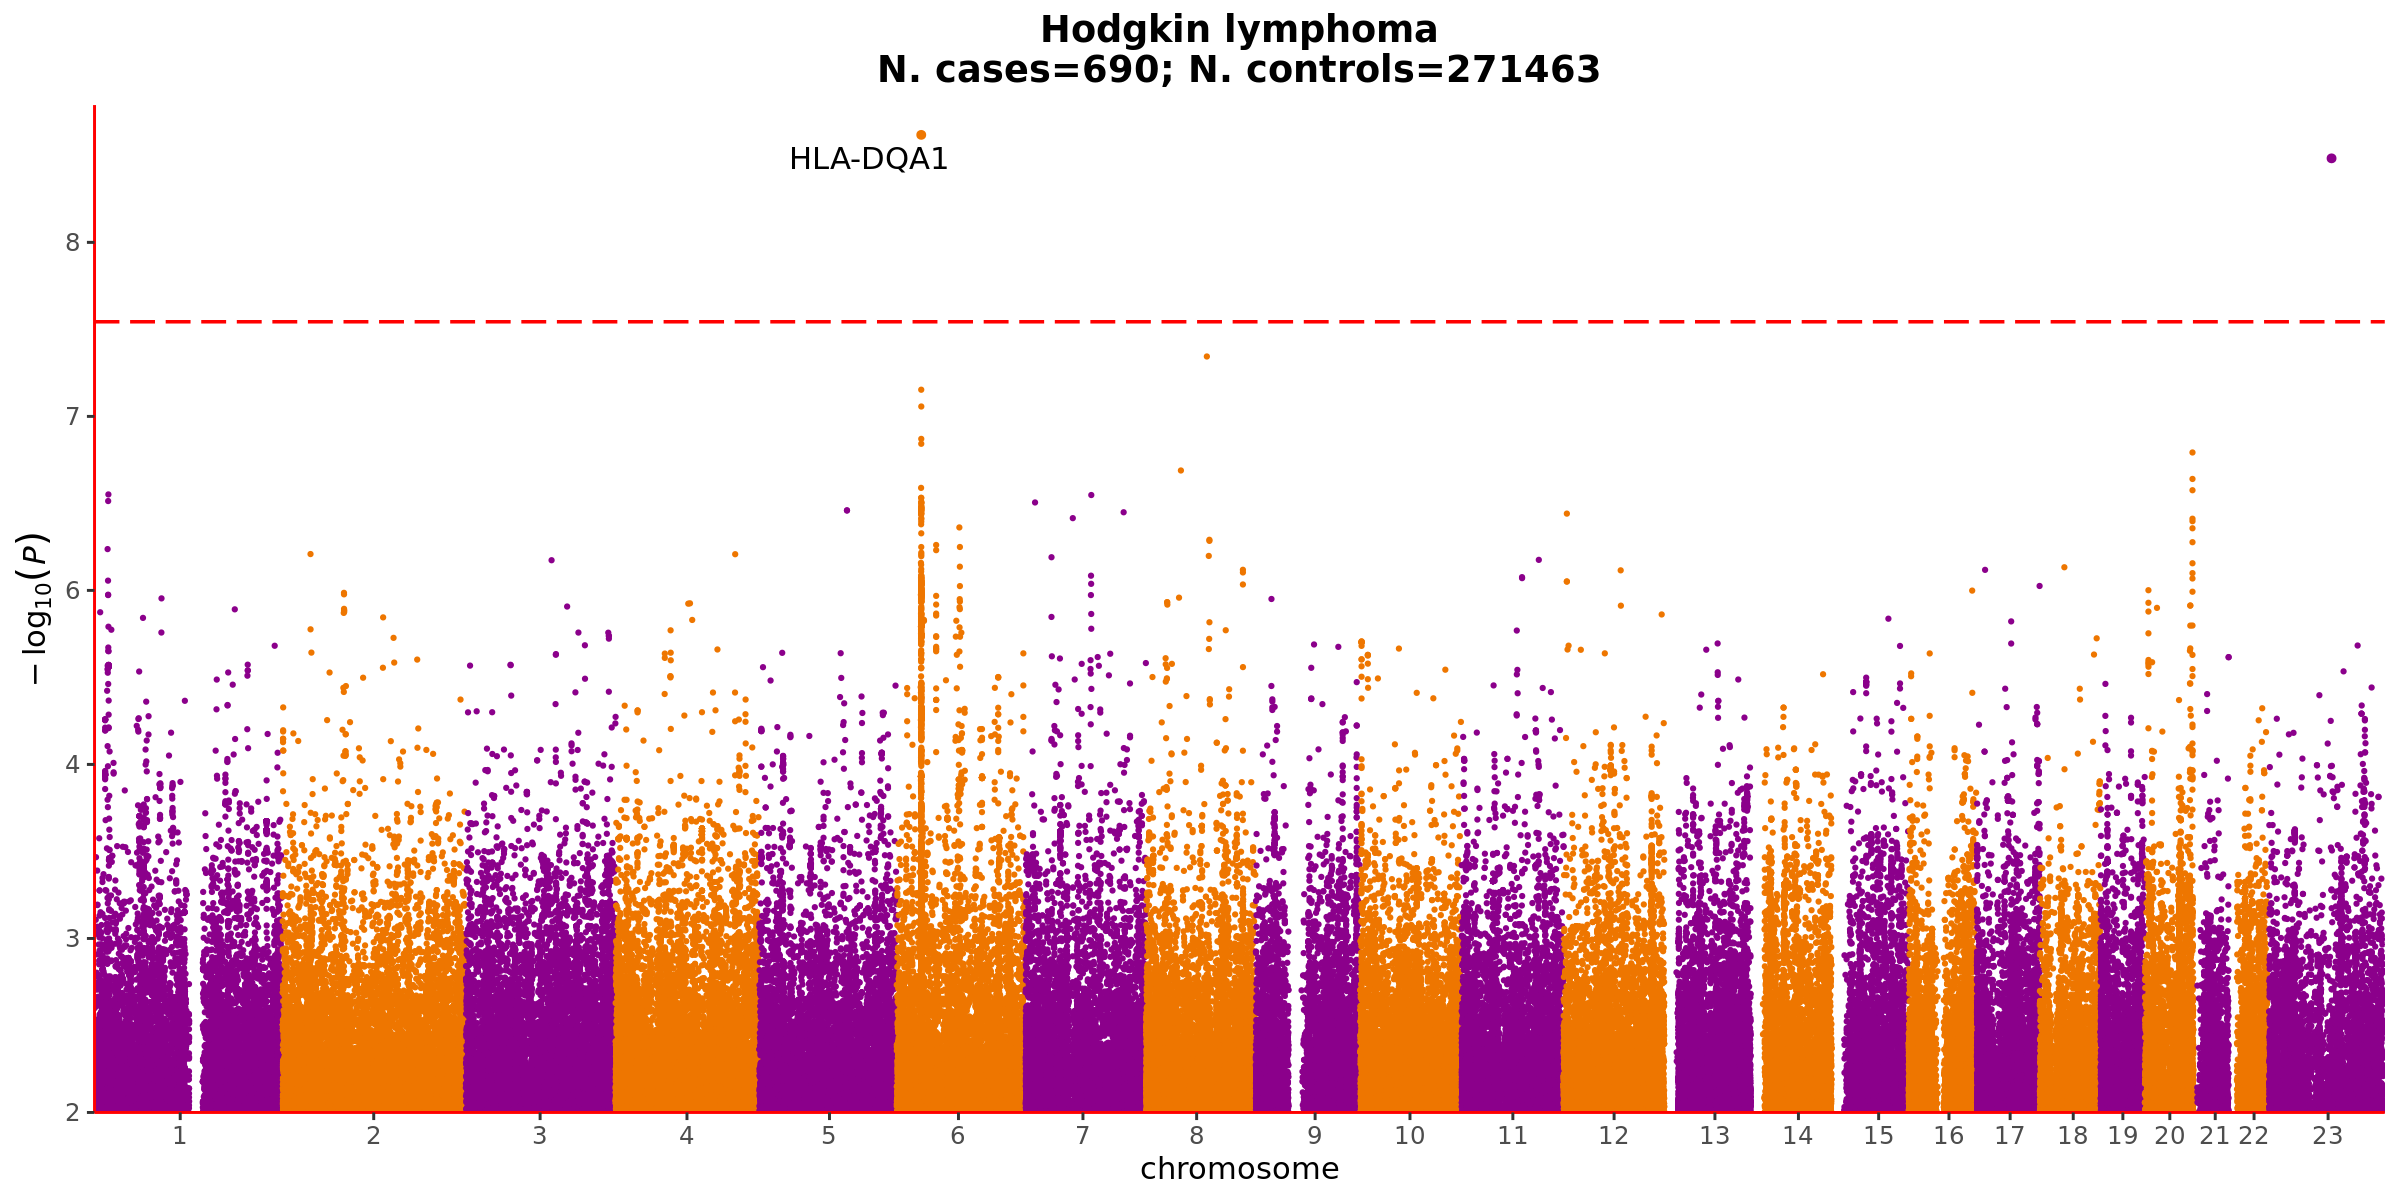 Hodgkin lymphoma
N. cases=690; N. controls=271463
HLA-DQA1
8
7
6
4
3
2
−log10(P)
1 2 3 4 5 6 7 8 9 10 11 12 13 14 15 16 17 18 19 20 21 22 23
chromosome